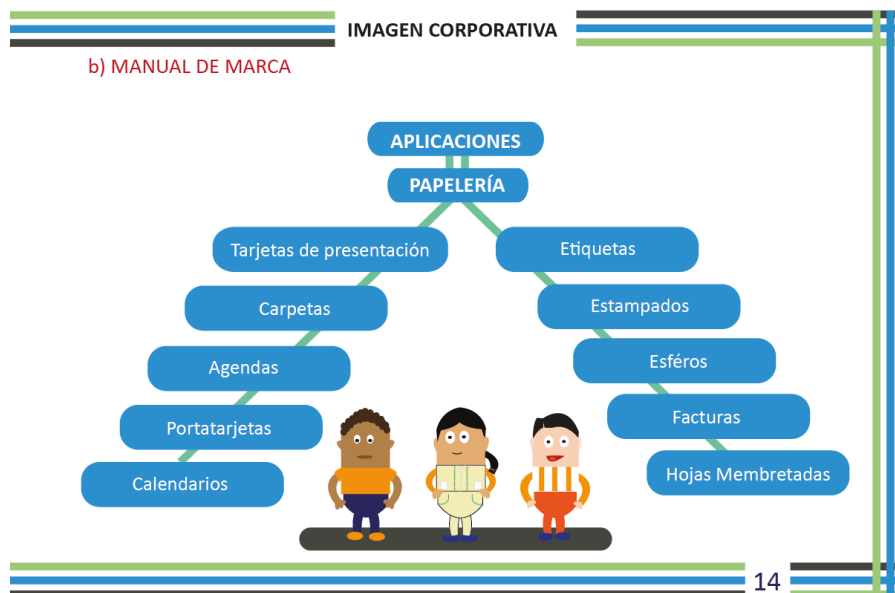 IMAGEN CORPORATIVA
b) MANUAL DE MARCA
APLICACIONES
PAPELERÍA
Tarjetas de presentación
Carpetas
Agendas
Portatarjetas
Calendarios
Etiquetas
Estampados
Esféros
Facturas
Hojas Membretadas
14